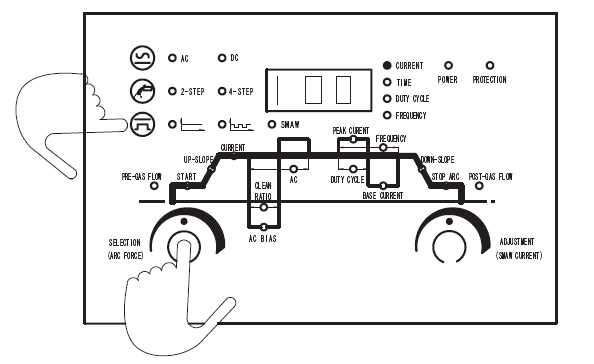 AC
DC
CURRENT
TIME
POWER
PROTECTION
2-STEP
4-STEP
DUTY CYCLE
FREQUENCY
SMAW
PEAK CURENT
FREQUENCY
CURRENT
UP-SLOPE
DOWN-SLOPE
PRE-GAS FLOW
START
AC
DUTY CYCLE
STOP ARC
POST-GAS FLOW
CLEAN
RATIO
BASE CURRENT
AC BIAS
SELECTION
(ARC FORCE)
ADJUSTMENT
(SMAW CURRENT)